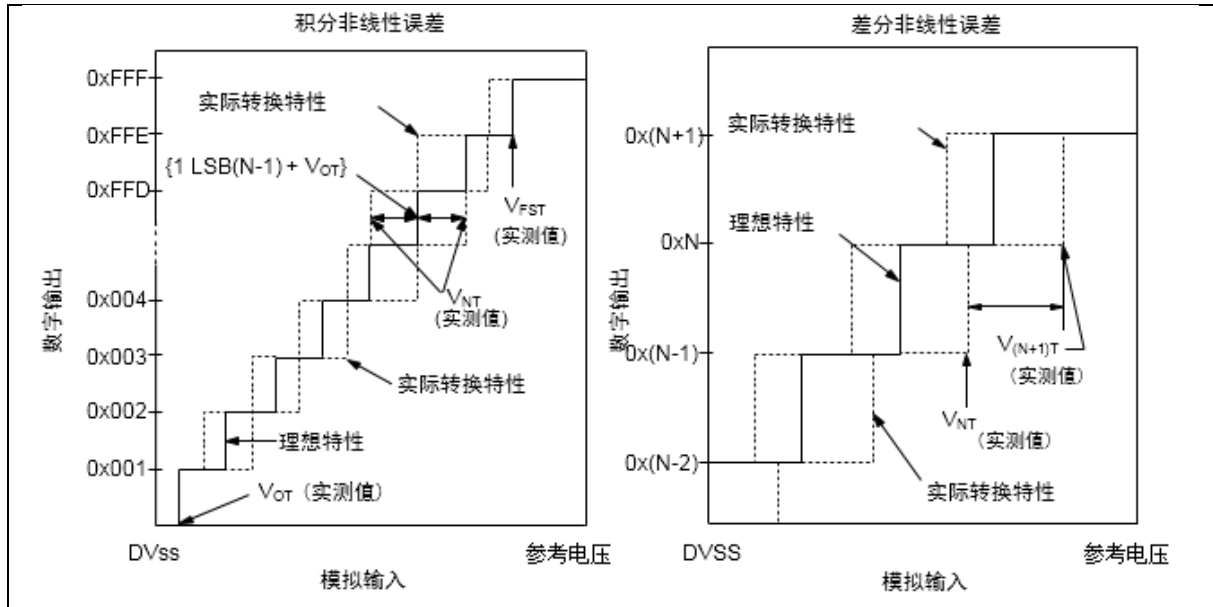 积分非线性误差
0xFFF
0xFFE
0xFFD
0x004
0x003
0x002
0x001
数字输出
实际转换特性
{1 LSB(N-1) + VOT}
VFST
(实测值)
VNT
(实测值)
实际转换特性
理想特性
VOT (实测值)
DVss
参考电压
模拟输入
差分非线性误差
0x(N+1)
0xN
0x(N-1)
0x(N-2)
数字输出
实际转换特性
理想特性
V(N+1)T
(实测值)
VNT
(实测值)
实际转换特性
DVSS
参考电压
模拟输入